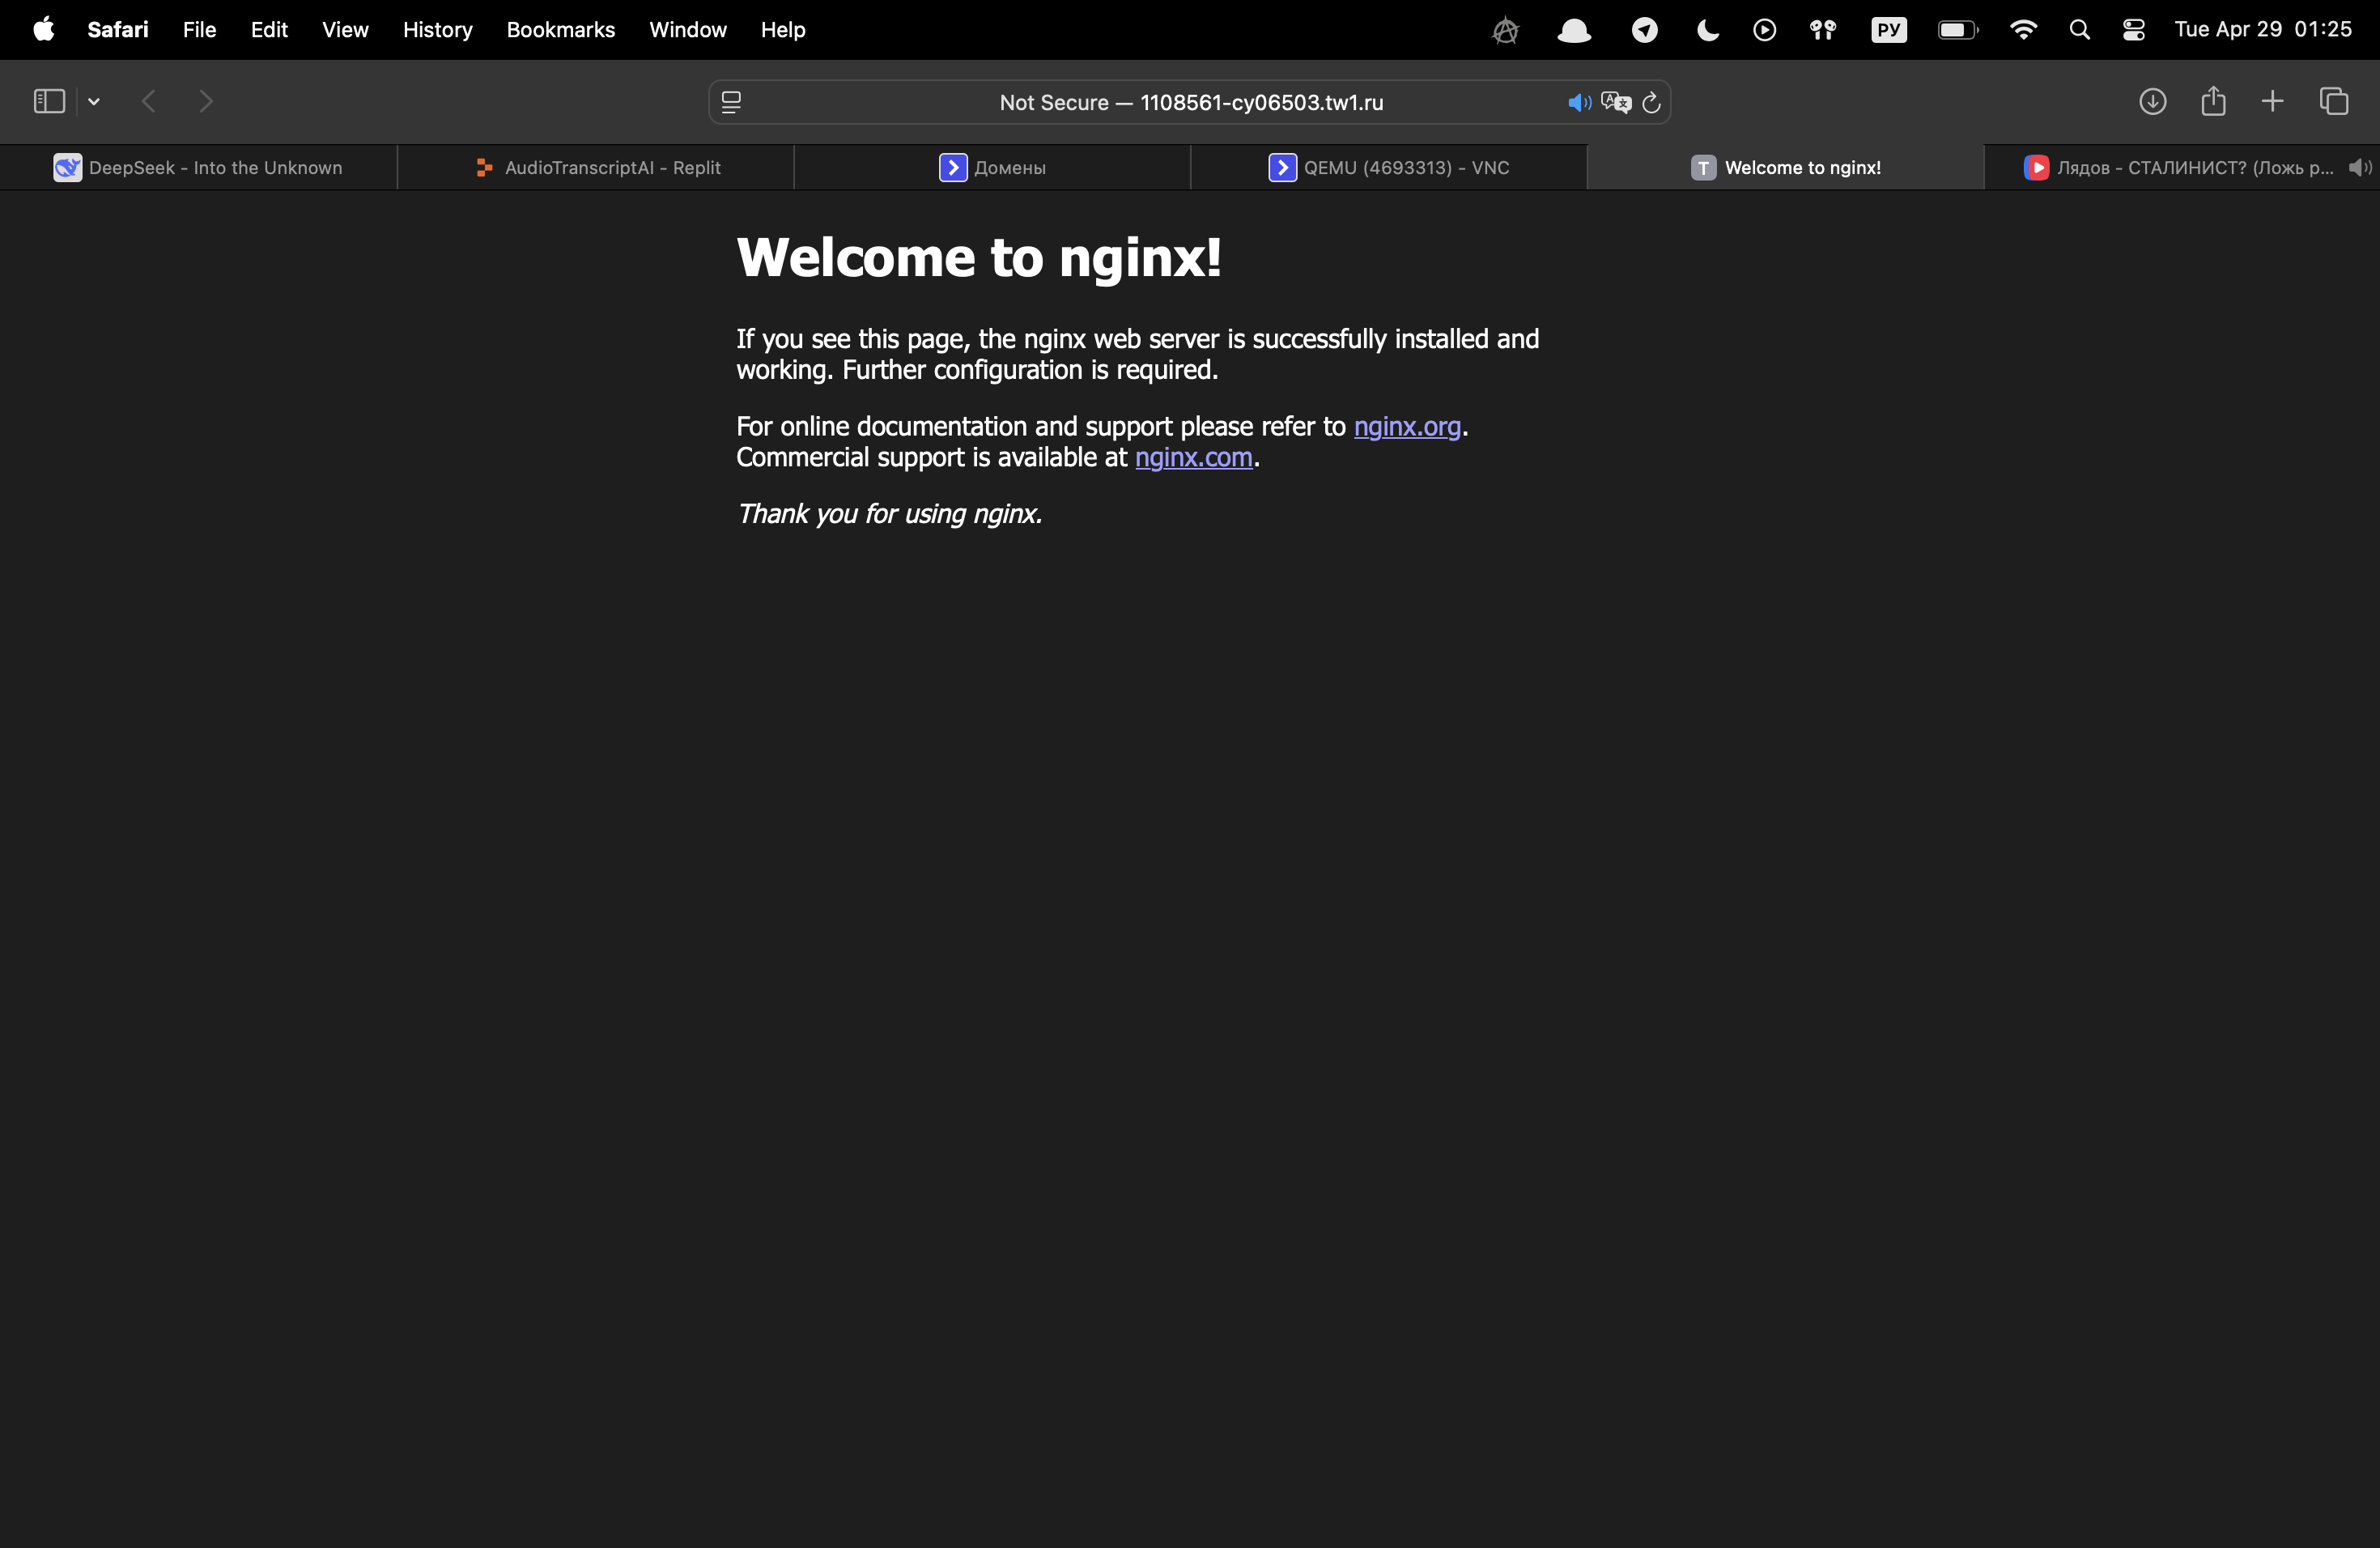 Safari File Edit View History Bookmarks Window Help РУ Tue Apr 29 01:25
Not Secure — 1108561-cy06503.tw1.ru
DeepSeek - Into the Unknown AudioTranscriptAI - Replit Домены QEMU (4693313) - VNC T Welcome to nginx! Лядов - СТАЛИНИСТ? (Ложь р...
Welcome to nginx!
If you see this page, the nginx web server is successfully installed and
working. Further configuration is required.
For online documentation and support please refer to nginx.org.
Commercial support is available at nginx.com.
Thank you for using nginx.